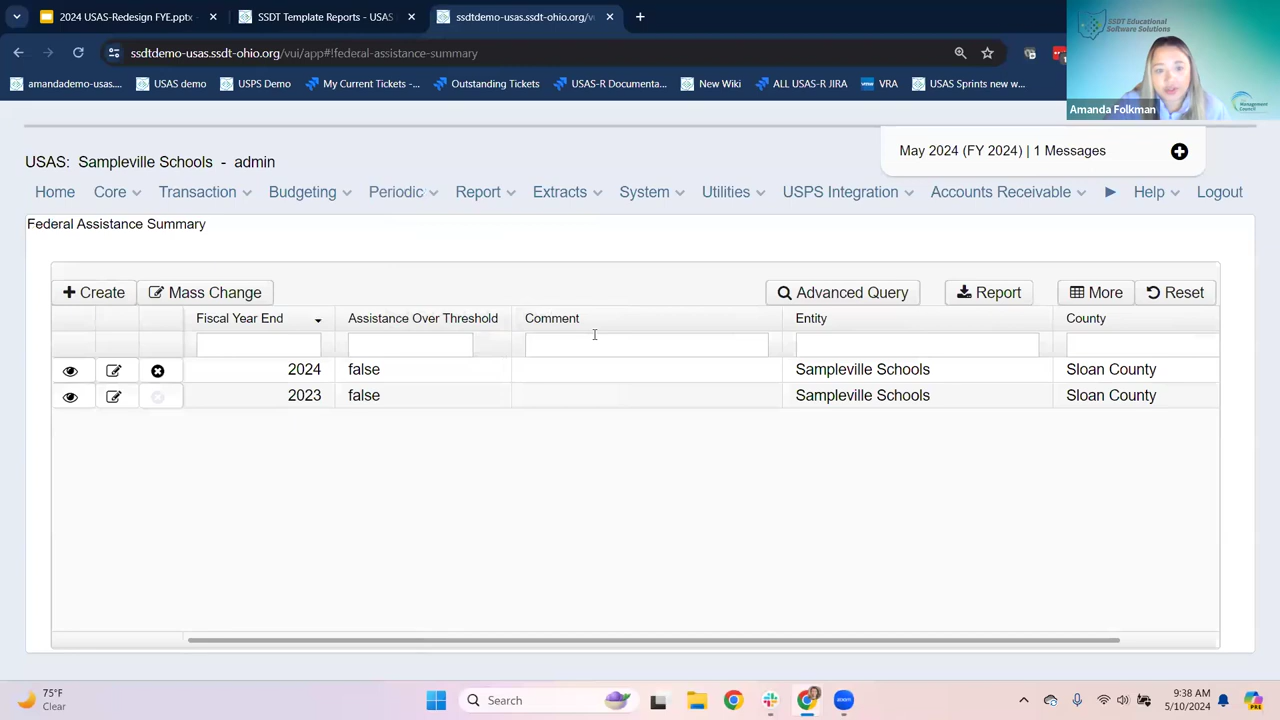 2024 USAS-Redesign FYE.pptx
SSDT Template Reports - USAS
ssdtdemo-usas.ssdt-ohio.org/vu
ssdtdemo-usas.ssdt-ohio.org/vui/app#!federal-assistance-summary
amandademo-usas....
USAS demo
USPS Demo
My Current Tickets -...
Outstanding Tickets
USAS-R Documenta...
New Wiki
ALL USAS-R JIRA
VRA
USAS Sprints new w...
SSDT Educational
Software Solutions
Management
Council
Amanda Folkman
May 2024 (FY 2024) | 1 Messages
USAS: Sampleville Schools - admin
Home Core Transaction Budgeting Periodic Report Extracts System Utilities USPS Integration Accounts Receivable Help Logout
Federal Assistance Summary
Create Mass Change Advanced Query Report More Reset
Fiscal Year End Assistance Over Threshold Comment Entity County
2024 false Sampleville Schools Sloan County
2023 false Sampleville Schools Sloan County
75°F
Clear
Search
PRE
9:38 AM
5/10/2024